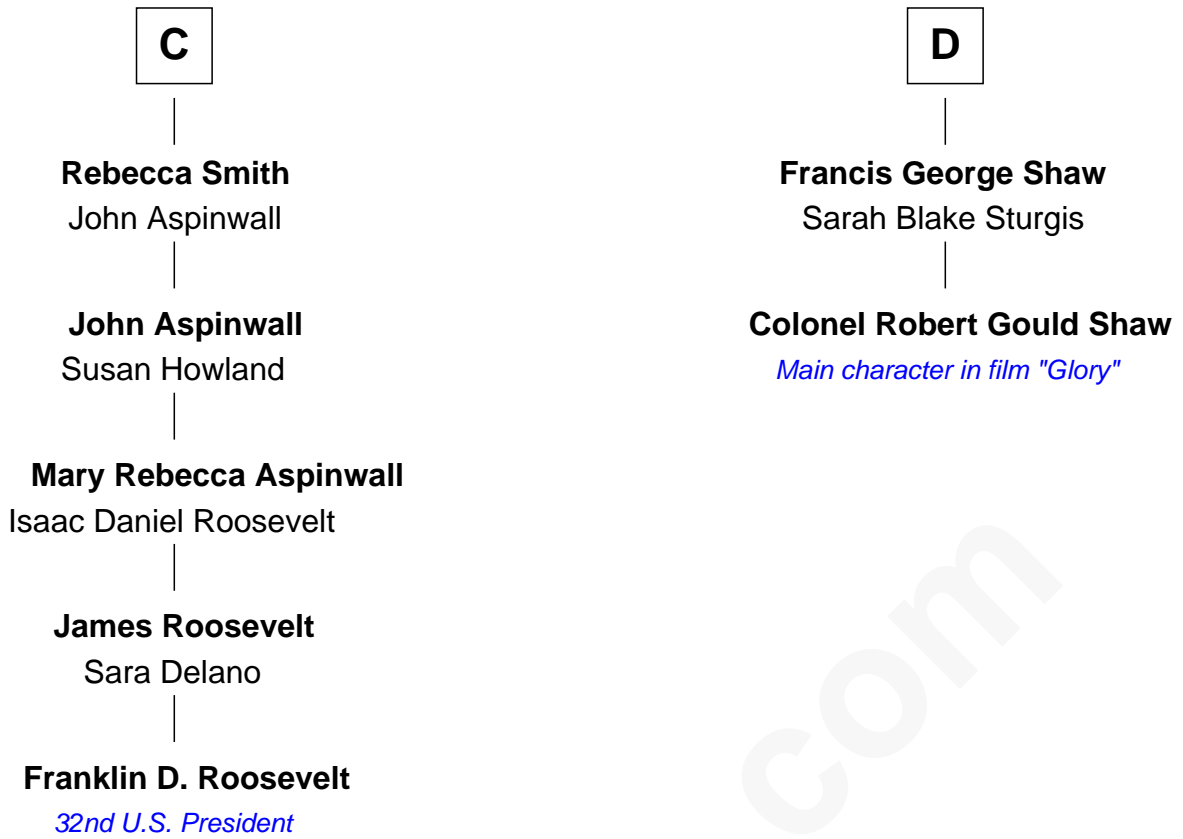 C
Rebecca Smith
John Aspinwall
John Aspinwall
Susan Howland
Mary Rebecca Aspinwall
Isaac Daniel Roosevelt
James Roosevelt
Sara Delano
Franklin D. Roosevelt
32nd U.S. President
D
Francis George Shaw
Sarah Blake Sturgis
Colonel Robert Gould Shaw
Main character in film "Glory"
com